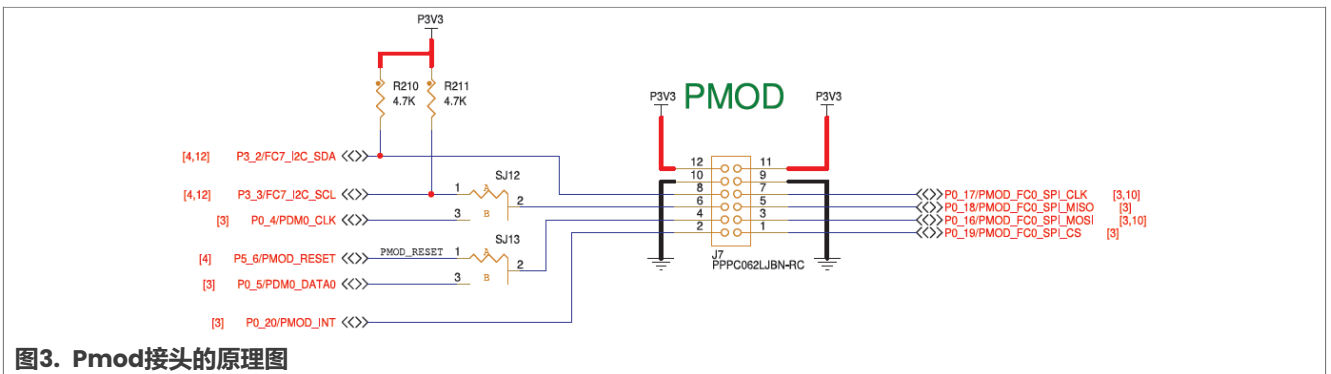 P3V3
R210 R211
4.7K 4.7K
P3V3 PMOD P3V3
[4,12] P3_2/FC7_I2C_SDA
12 11
10 9
SJ12
[4,12] P3_3/FC7_I2C_SCL 1 A 2 8 7 P0_17/PMOD_FC0_SPI_CLK [3,10]
6 5 P0_18/PMOD_FC0_SPI_MISO [3]
[3] P0_4/PDM0_CLK 3 B 4 3 P0_16/PMOD_FC0_SPI_MOSI [3,10]
2 1 P0_19/PMOD_FC0_SPI_CS [3]
SJ13
[4] P5_6/PMOD_RESET PMOD_RESET 1 A 2
J7
PPPC062LJBN-RC
[3] P0_5/PDM0_DATA0 3 B
[3] P0_20/PMOD_INT
图3. Pmod接头的原理图